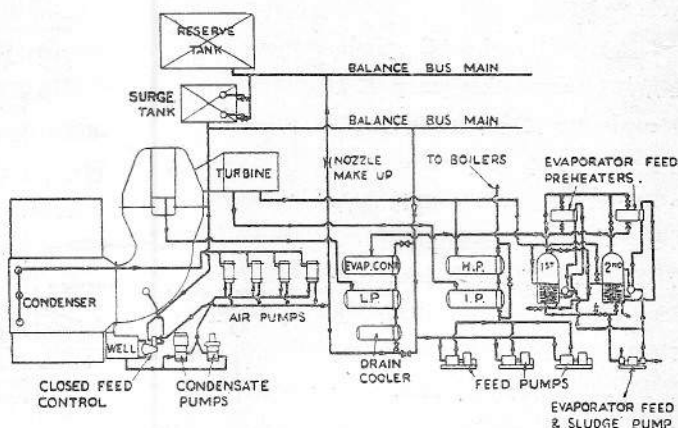 RESERVE
TANK
BALANCE BUS MAIN
SURGE
TANK
BALANCE BUS MAIN
NOZZLE
MAKE UP
TO BOILERS
EVAPORATOR FEED
PREHEATERS.
TURBINE
EVAP.CONT
H.P.
1ST
2ND
CONDENSER
L.P.
I.P.
AIR PUMPS
WELL
DRAIN
COOLER
CLOSED FEED
CONTROL
CONDENSATE
PUMPS
FEED PUMPS
EVAPORATOR FEED
& SLUDGE PUMP.